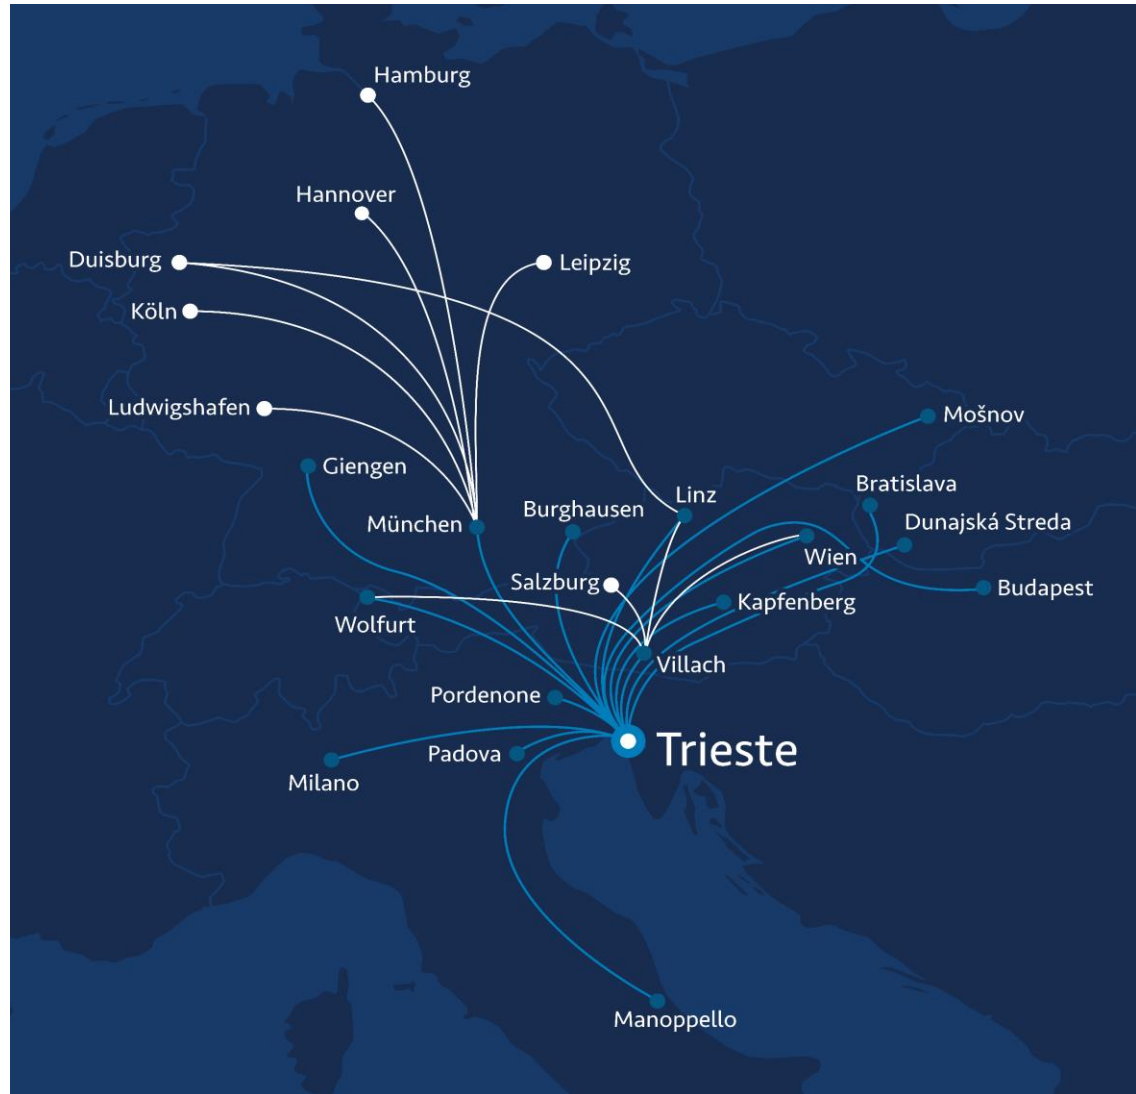 Hamburg
Hannover
Duisburg
Leipzig
Köln
Ludwigshafen
Mošnov
Giengen
Bratislava
Linz
Burghausen
München
Dunajská Streda
Wien
Salzburg
Budapest
Kapfenberg
Wolfurt
Villach
Pordenone
Trieste
Padova
Milano
Manoppello